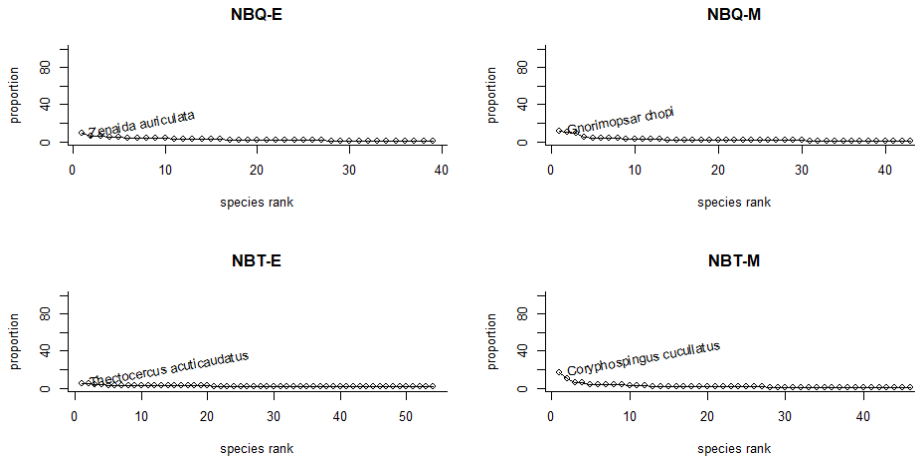 NBQ-E
proportion
80
40
0
Zenaida auriculata
0 10 20 30 40
species rank
NBQ-M
proportion
80
40
0
Gnorimopsar chopi
0 10 20 30 40
species rank
NBT-E
proportion
80
40
0
Thectocercus acuticaudatus
0 10 20 30 40 50
species rank
NBT-M
proportion
80
40
0
Coryphospingus cucullatus
0 10 20 30 40
species rank